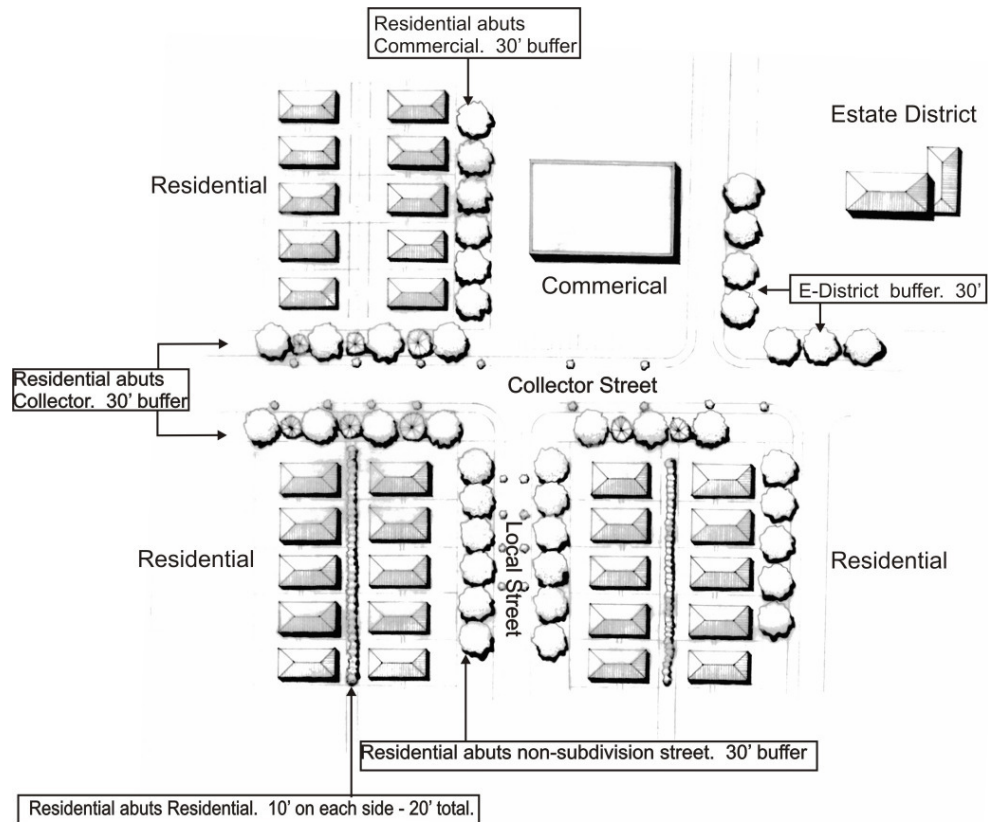 Residential abuts
Commercial. 30’ buffer
Estate District
Residential
Commerical
E-District buffer. 30’
Residential abuts
Collector. 30’ buffer
Collector Street
Residential
Local Street
Residential
Residential abuts non-subdivision street. 30’ buffer
Residential abuts Residential. 10’ on each side - 20’ total.